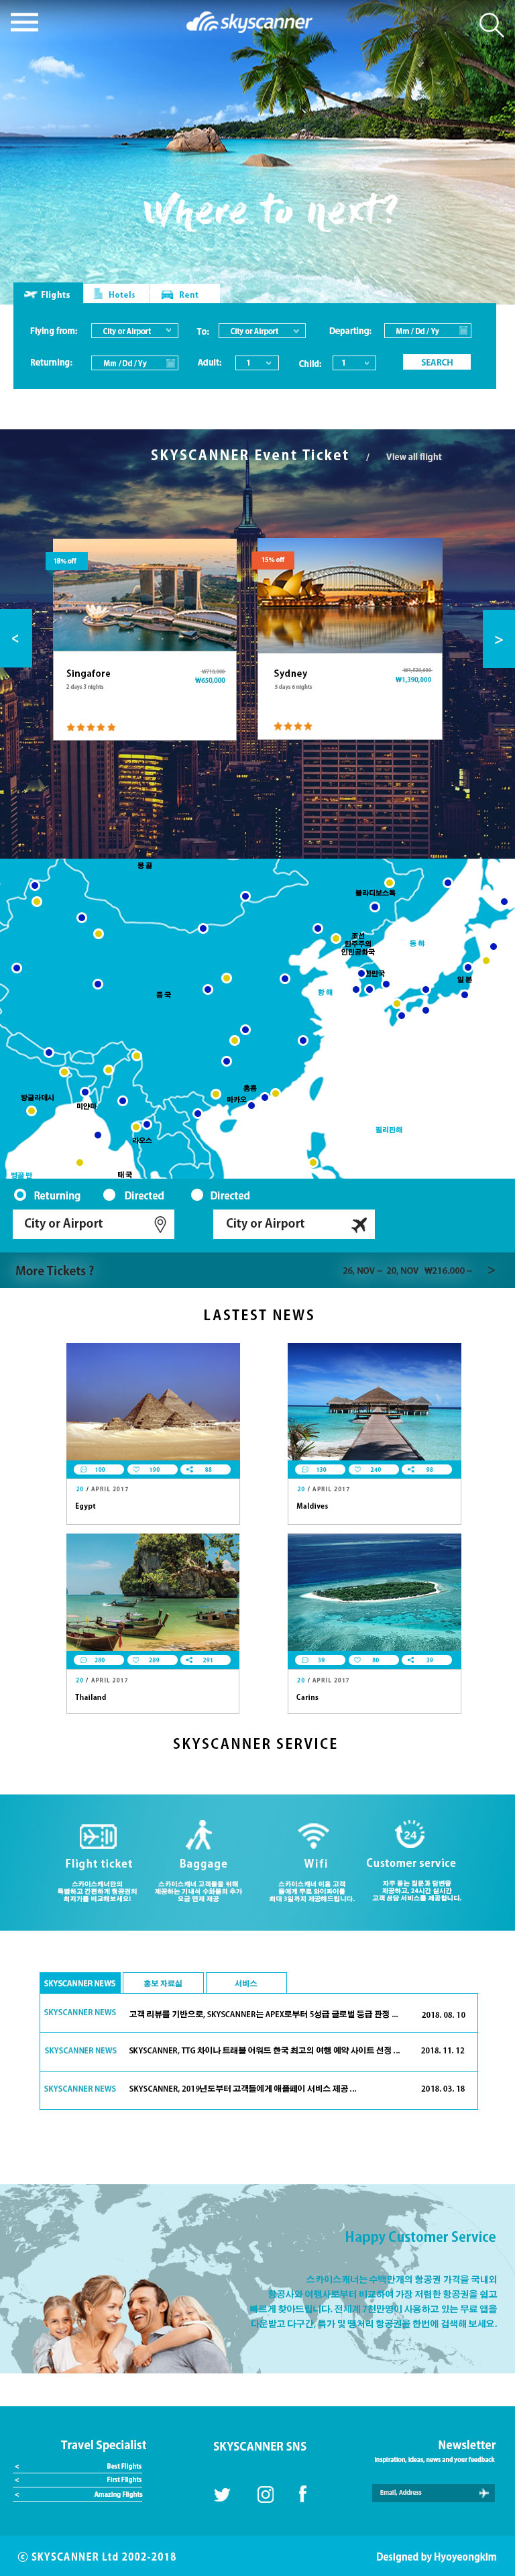 skyscanner
Where to next?
Flights
Hotels
Rent
Flying from:
City or Airport
To:
City or Airport
Departing:
Mm / Dd / Yy
Returning:
Mm / Dd / Yy
Adult:
1
Child:
1
SEARCH
SKYSCANNER Event Ticket / View all flight
18% off
15% off
<
>
Singapore
₩710,000
₩650,000
2 days 3 nights
Sydney
₩1,520,000
₩1,390,000
5 days 6 nights
몽 골
블라디보스톡
조선
민주주의
인민공화국
동 해
일 본
중 국
황 해
홍콩
마카오
방글라데시
미얀마
라오스
필리핀해
벵골 만
태 국
Returning
Directed
Directed
City or Airport
City or Airport
More Tickets ?
26, NOV ~ 20, NOV ₩216.000 ~ >
LASTEST NEWS
100
190
88
130
240
98
20 / APRIL 2017
20 / APRIL 2017
Egypt
Maldives
280
289
291
39
80
39
20 / APRIL 2017
20 / APRIL 2017
Thailand
Carins
SKYSCANNER SERVICE
24
Flight ticket
Baggage
Wifi
Customer service
스카이스캐너만의
특별하고 간편하게 항공권의
최저가를 비교해보세요!
스카이스캐너 고객들을 위해
제공하는 기내식 수화물의 추가
요금 면제 제공
스카이스캐너 이용 고객
들에게 무료 와이파이를
최대 3일까지 제공해드립니다.
자주 묻는 질문과 답변을
제공하고, 24시간 실시간
고객 상담 서비스를 제공합니다.
SKYSCANNER NEWS
홍보 자료실
서비스
SKYSCANNER NEWS
고객 리뷰를 기반으로, SKYSCANNER는 APEX로부터 5성급 글로벌 등급 판정 ...
2018. 08. 10
SKYSCANNER NEWS
SKYSCANNER, TTG 차이나 트래블 어워드 한국 최고의 여행 예약 사이트 선정 ...
2018. 11. 12
SKYSCANNER NEWS
SKYSCANNER, 2019년도부터 고객들에게 애플페이 서비스 제공 ...
2018. 03. 18
Happy Customer Service
스카이스캐너는 수백만개의 항공권 가격을 국내외
항공사와 여행사로부터 비교하여 가장 저렴한 항공권을 쉽고
빠르게 찾아드립니다. 전세계 7천만명이 사용하고 있는 무료 앱을
다운받고 다구간, 특가 및 땡처리 항공권을 한번에 검색해 보세요.
Travel Specialist
< Best Flights
< First Flights
< Amazing Flights
SKYSCANNER SNS
Newsletter
Inspiration, ideas, news and your feedback
Email, Address
© SKYSCANNER Ltd 2002-2018
Designed by Hyoyeongkim